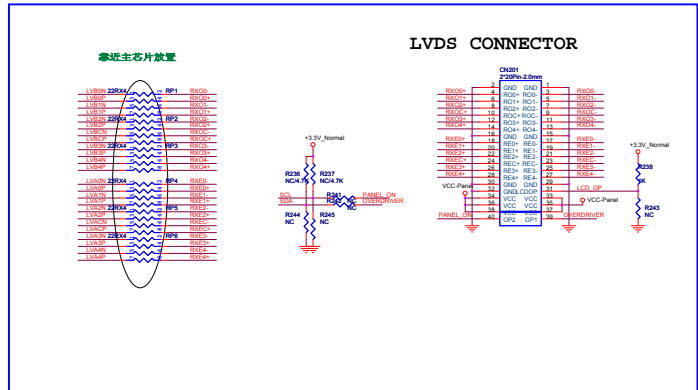 LVDS CONNECTOR
靠近主芯片放置
LVB0N 22RX4 RP1 RXO0-
LVB0P RXO0+
LVB1N RXO1-
LVB1P RXO1+
LVB2N 22RX4 RP2 RXO2-
LVB2P RXO2+
LVBCN RXOC-
LVBCP RXOC+
LVB3N 22RX4 RP3 RXO3-
LVB3P RXO3+
LVB4N RXO4-
LVB4P RXO4+
LVA0N 22RX4 RP4 RXE0-
LVA0P RXE0+
LVA1N RXE1-
LVA1P RXE1+
LVA2N 22RX4 RP5 RXE2-
LVA2P RXE2+
LVACN RXEC-
LVACP RXEC+
LVA3N 22RX4 RP6 RXE3-
LVA3P RXE3+
LVA4N RXE4-
LVA4P RXE4+
+3.3V_Normal
R236 R237
NC/4.7K NC/4.7K
SCL R241 PANEL_ON
SDA R242 NC OVERDRIVER
R244 R245
NC NC
CN201
2*20Pin-2.0mm
2 GND GND 1
RXO0+ 4 RO0+ RO0- 3 RXO0-
RXO1+ 6 RO1+ RO1- 5 RXO1-
RXO2+ 8 RO2+ RO2- 7 RXO2-
RXOC+ 10 ROC+ ROC- 9 RXOC-
RXO3+ 12 RO3+ RO3- 11 RXO3-
RXO4+ 14 RO4+ RO4- 13 RXO4-
16 GND GND 15
RXE0+ 18 RE0+ RE0- 17 RXE0-
RXE1+ 20 RE1+ RE1- 19 RXE1-
RXE2+ 22 RE2+ RE2- 21 RXE2-
RXEC+ 24 REC+ REC- 23 RXEC-
RXE3+ 26 RE3+ RE3- 25 RXE3-
RXE4+ 28 RE4+ RE4- 27 RXE4-
30 GND GND 29
VCC-Panel 32 GND LCDOP 31 LCD_OP
34 VCC VCC 33
36 VCC VCC 35 VCC-Panel
38 VCC VCC 37
PANEL_ON 40 OP2 OP1 39 OVERDRIVER
+3.3V_Normal
R238
R243
NC